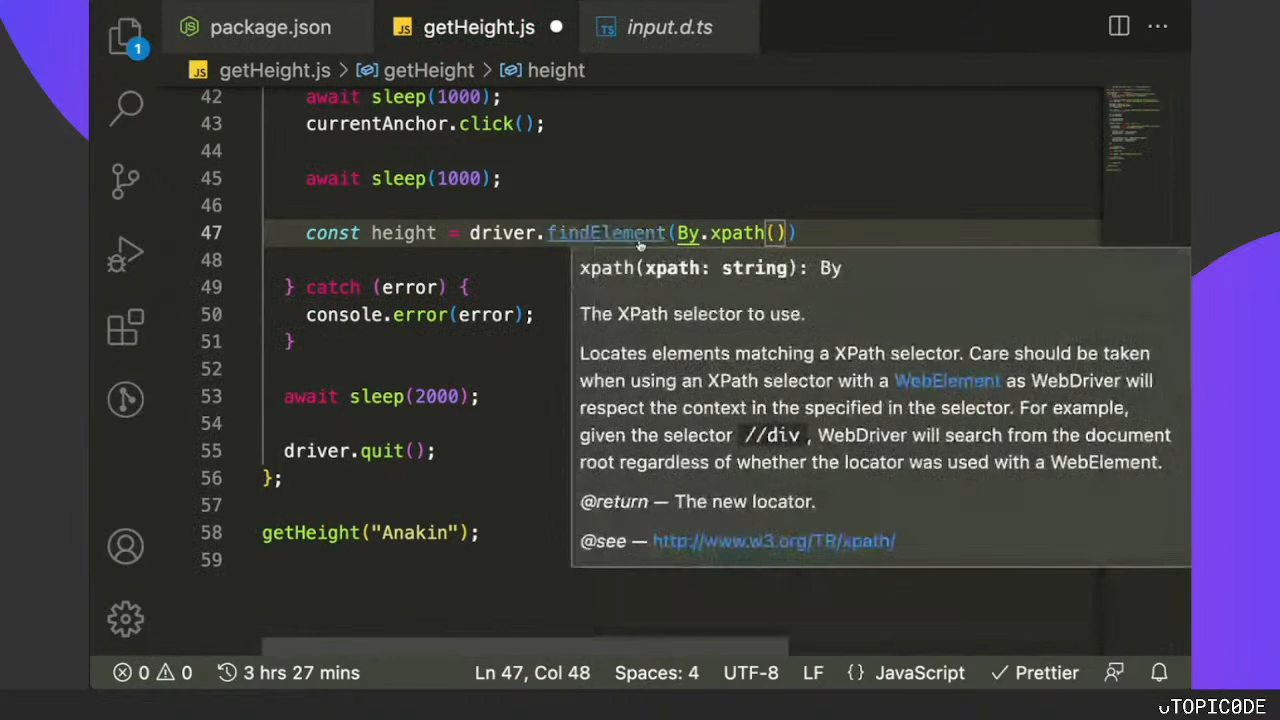 package.json
getHeight.js
input.d.ts
1
getHeight.js > getHeight > height
42 await sleep(1000);
43 currentAnchor.click();
44
45 await sleep(1000);
46
47 const height = driver.findElement(By.xpath())
48
49 } catch (error) {
50 console.error(error);
51 }
52
53 await sleep(2000);
54
55 driver.quit();
56 };
57
58 getHeight("Anakin");
59
xpath(xpath: string): By
The XPath selector to use.
Locates elements matching a XPath selector. Care should be taken
when using an XPath selector with a WebElement as WebDriver will
respect the context in the specified in the selector. For example,
given the selector //div, WebDriver will search from the document
root regardless of whether the locator was used with a WebElement.
@return — The new locator.
@see — http://www.w3.org/TR/xpath/
0 0 3 hrs 27 mins Ln 47, Col 48 Spaces: 4 UTF-8 LF {} JavaScript Prettier